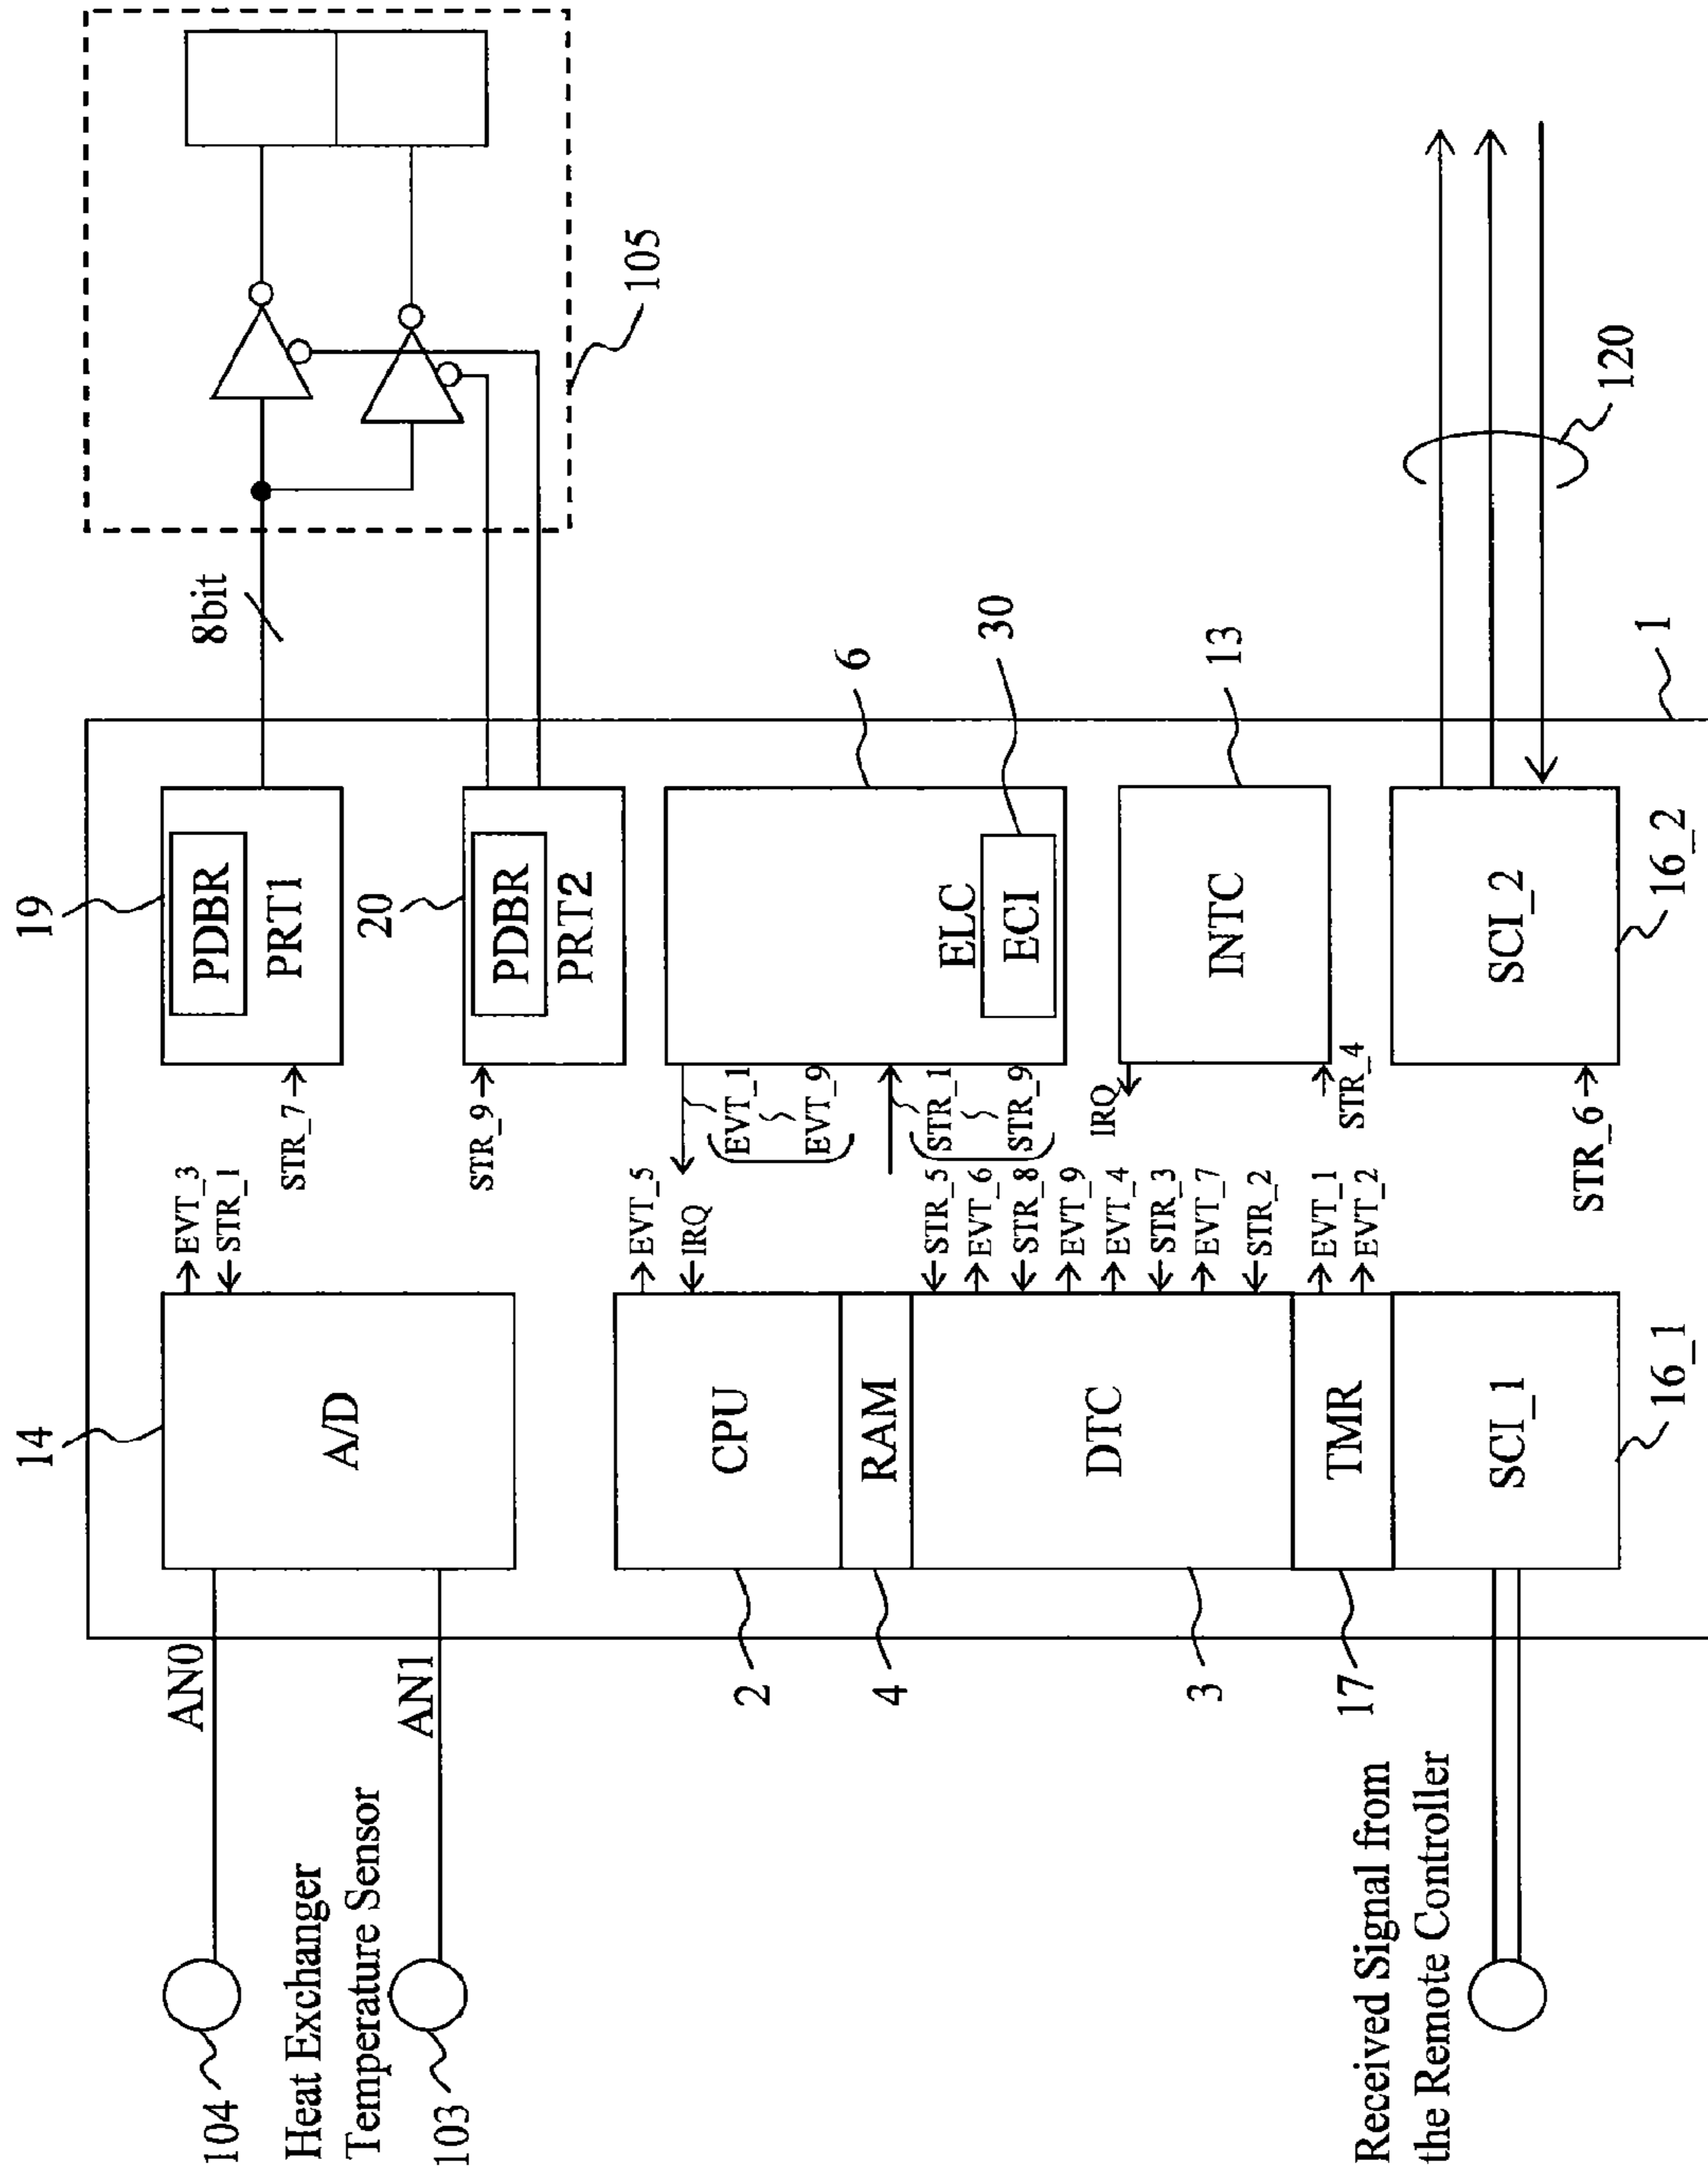 104
AN0
14
A/D
EVT_3
STR_1
Heat Exchanger
Temperature Sensor
103
AN1
19
PDBR
PRT1
STR_7
8bit
20
PDBR
PRT2
STR_9
105
2
CPU
EVT_5
IRQ
4
RAM
3
DTC
STR_5
EVT_6
STR_8
EVT_9
EVT_4
STR_3
EVT_7
STR_2
17
TMR
EVT_1
EVT_2
EVT_1
EVT_9
STR_1
STR_9
ELC
ECI
6
30
IRQ
STR_4
INTC
13
Received Signal from
the Remote Controller
SCI_1
16_1
STR_6
SCI_2
16_2
120
1